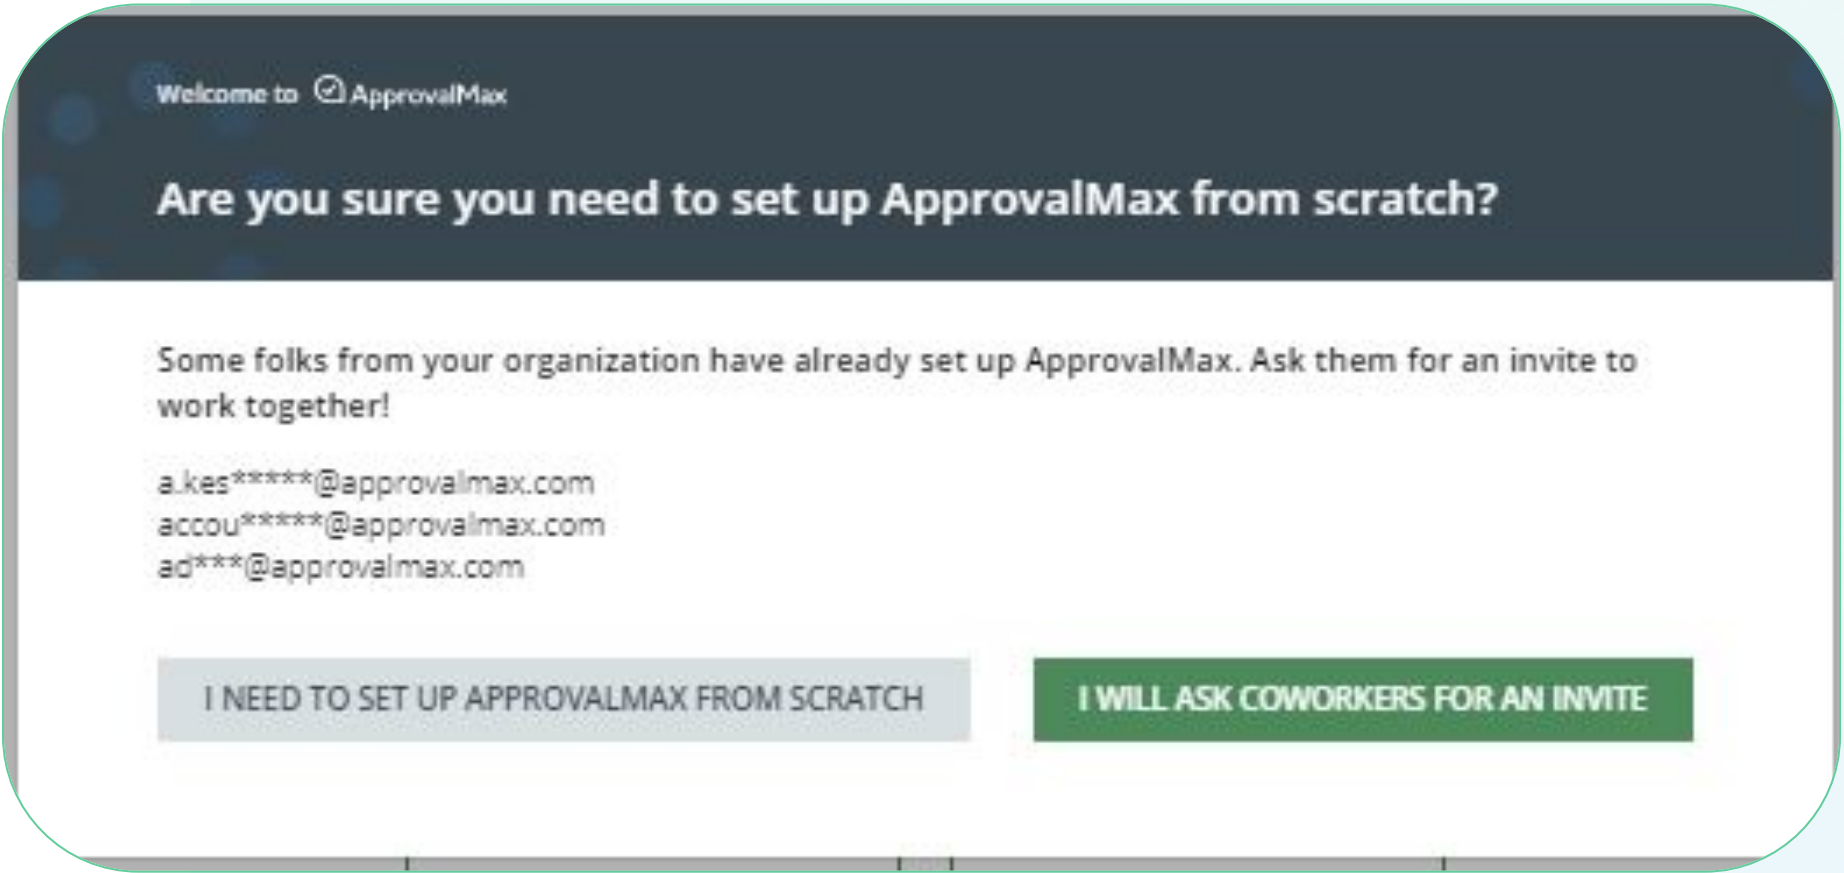 Welcome to ApprovalMax
Are you sure you need to set up ApprovalMax from scratch?
Some folks from your organization have already set up ApprovalMax. Ask them for an invite to
work together!
a.kes*****@approvalmax.com
accou*****@approvalmax.com
ad***@approvalmax.com
I NEED TO SET UP APPROVALMAX FROM SCRATCH
I WILL ASK COWORKERS FOR AN INVITE